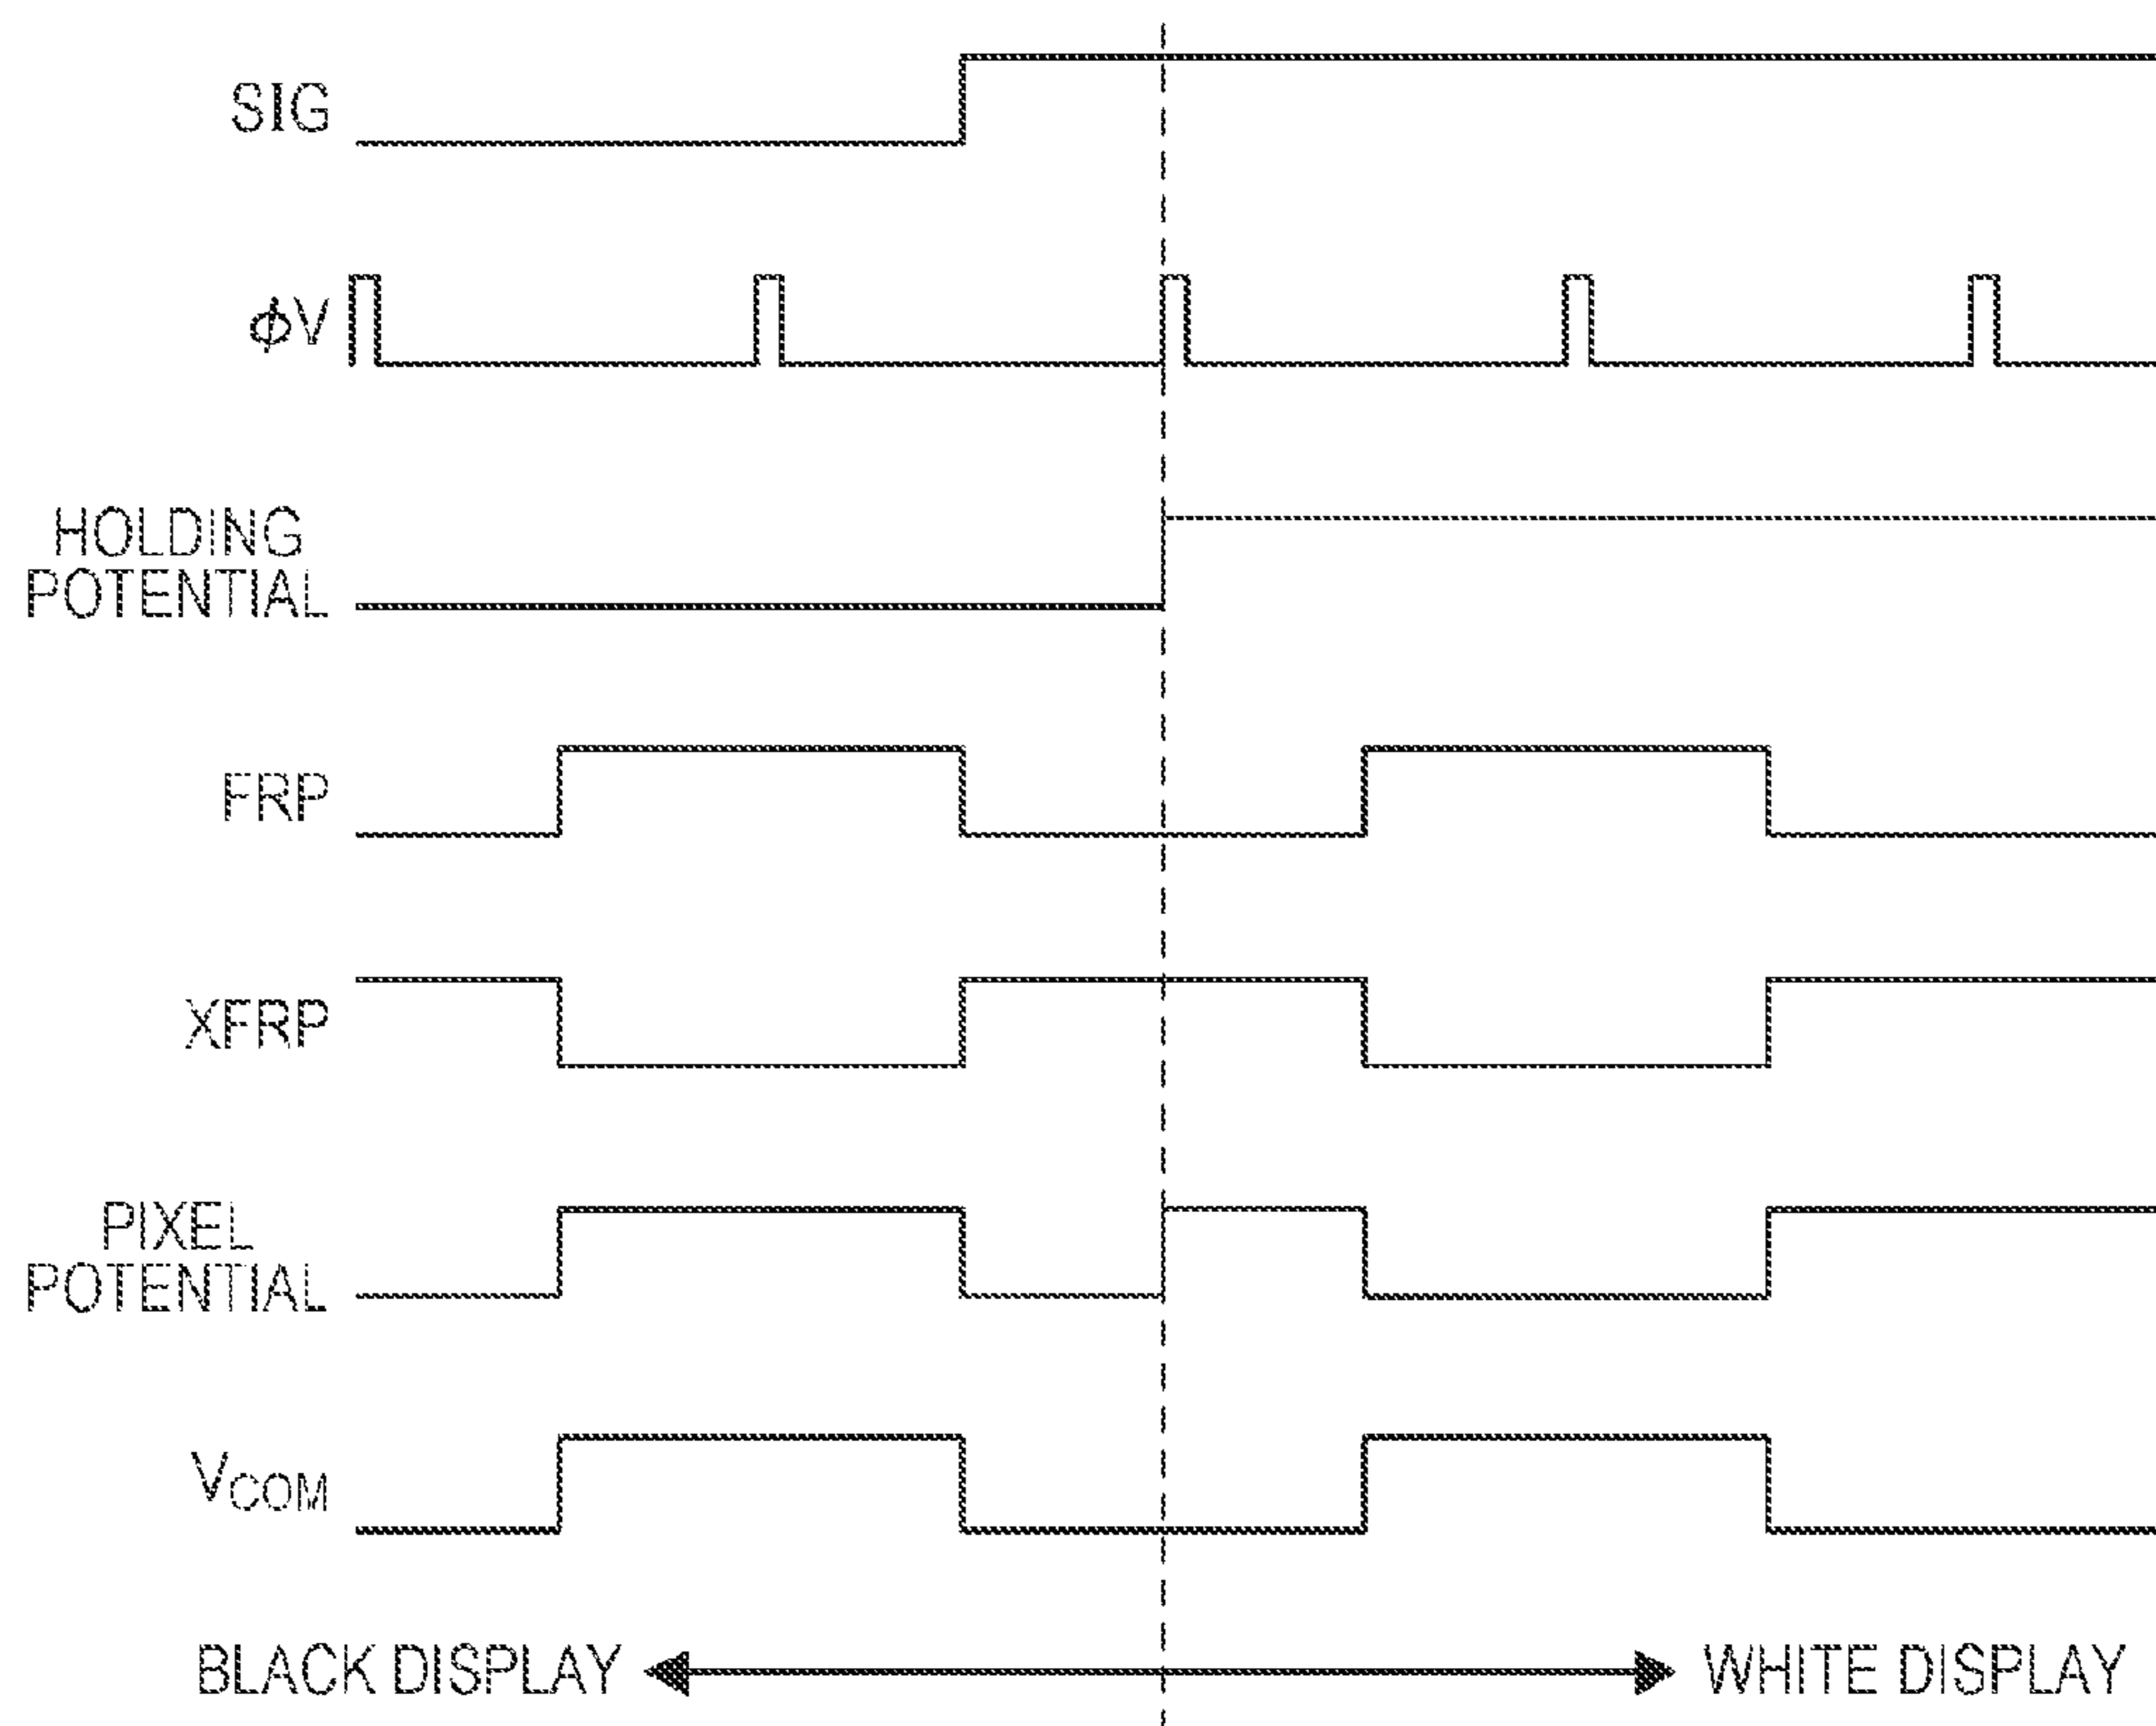 SIG
ϕV
HOLDING
POTENTIAL
FRP
XFRP
PIXEL
POTENTIAL
VCOM
BLACK DISPLAY
WHITE DISPLAY